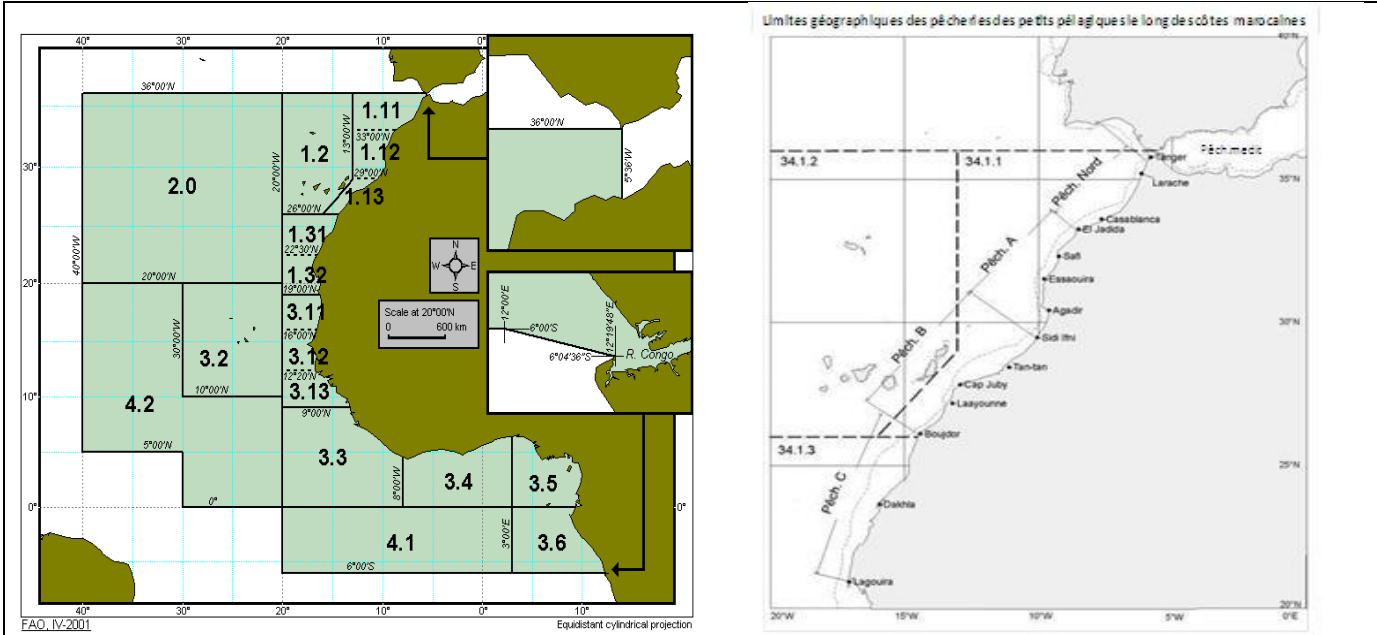 40°
30°
20°
10°
0°
36°00'N
36°00'N
5°36'W
1.11
33°00'N
13°00'W
1.12
1.2
29°00'N
30°
20°00'W
2.0
1.13
26°00'N
1.31
22°30'N
40°00'W
20°00'N
1.32
19°00'N
20°
N
W
E
S
Scale at 20°00'N
0
600 km
12°00'E
6°00'S
12°19'48"E
6°04'36"S
R. Congo
3.11
16°00'N
30°00'W
3.2
3.12
12°20'N
10°00'N
3.13
10°
9°00'N
4.2
5°00'N
3.3
8°00'W
3.4
3.5
0°
0°
0°
4.1
3°00'E
3.6
6°00'S
40°
30°
20°
10°
0°
10°
FAO, IV-2001
Equidistant cylindrical projection
Limites géographiques des pêcheries des petits pélagiques le long des côtes marocaines
40°N
34.1.2
34.1.1
Pêch. Nord
Tanger
Larache
35°N
Casablanca
El Jadida
Pêch. A
Safi
Essaouira
Agadir
30°N
Sidi Ifni
Pêch. B
Tan-tan
Cap Juby
Laayounne
Boujdor
34.1.3
25°N
Pêch. C
Dakhla
Lagouira
20°N
20°W
15°W
10°W
5°W
0°E